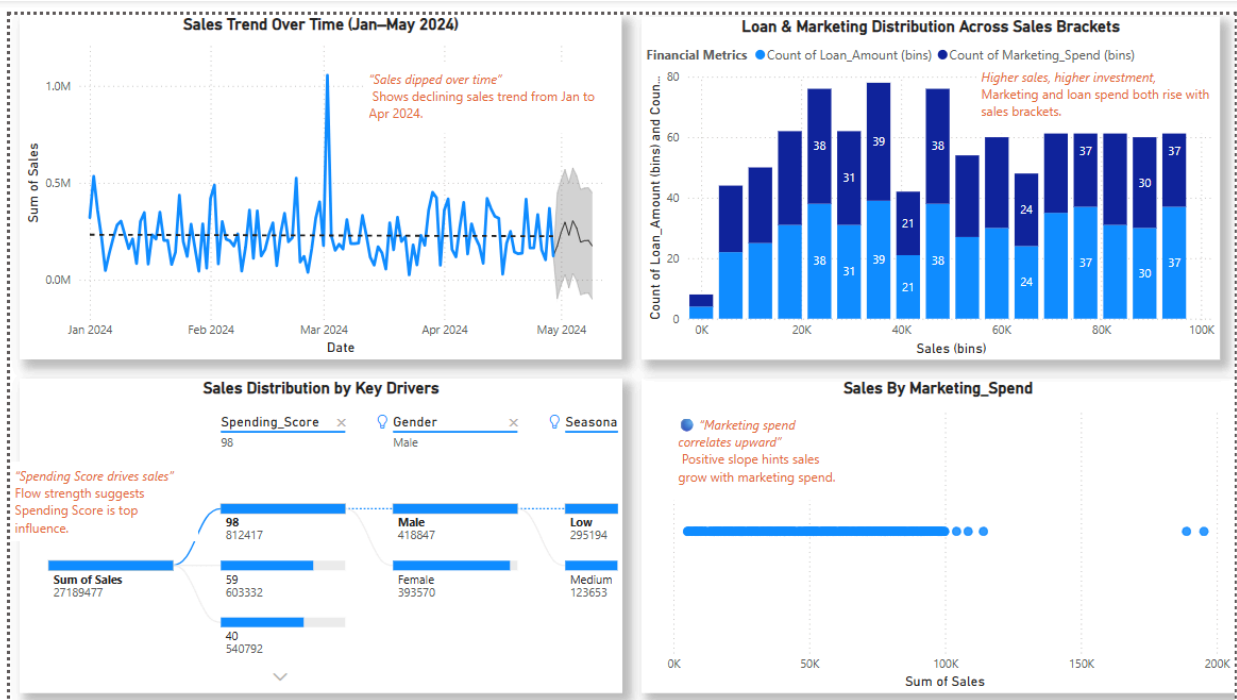 Sales Trend Over Time (Jan–May 2024)
"Sales dipped over time"
Shows declining sales trend from Jan to
Apr 2024.
Sum of Sales
1.0M
0.5M
0.0M
Jan 2024
Feb 2024
Mar 2024
Apr 2024
May 2024
Date
Loan & Marketing Distribution Across Sales Brackets
Financial Metrics Count of Loan_Amount (bins) Count of Marketing_Spend (bins)
Higher sales, higher investment,
Marketing and loan spend both rise with
sales brackets.
Count of Loan_Amount (bins) and Coun...
80
60
40
20
0
38
31
39
21
38
24
37
30
37
38
31
39
21
38
24
37
30
37
0K
20K
40K
60K
80K
100K
Sales (bins)
Sales Distribution by Key Drivers
Spending_Score
98
Gender
Male
Seasona
"Spending Score drives sales"
Flow strength suggests
Spending Score is top
influence.
Sum of Sales
27189477
98
812417
59
603332
40
540792
Male
418847
Female
393570
Low
295194
Medium
123653
Sales By Marketing_Spend
"Marketing spend
correlates upward"
Positive slope hints sales
grow with marketing spend.
0K
50K
100K
150K
200K
Sum of Sales